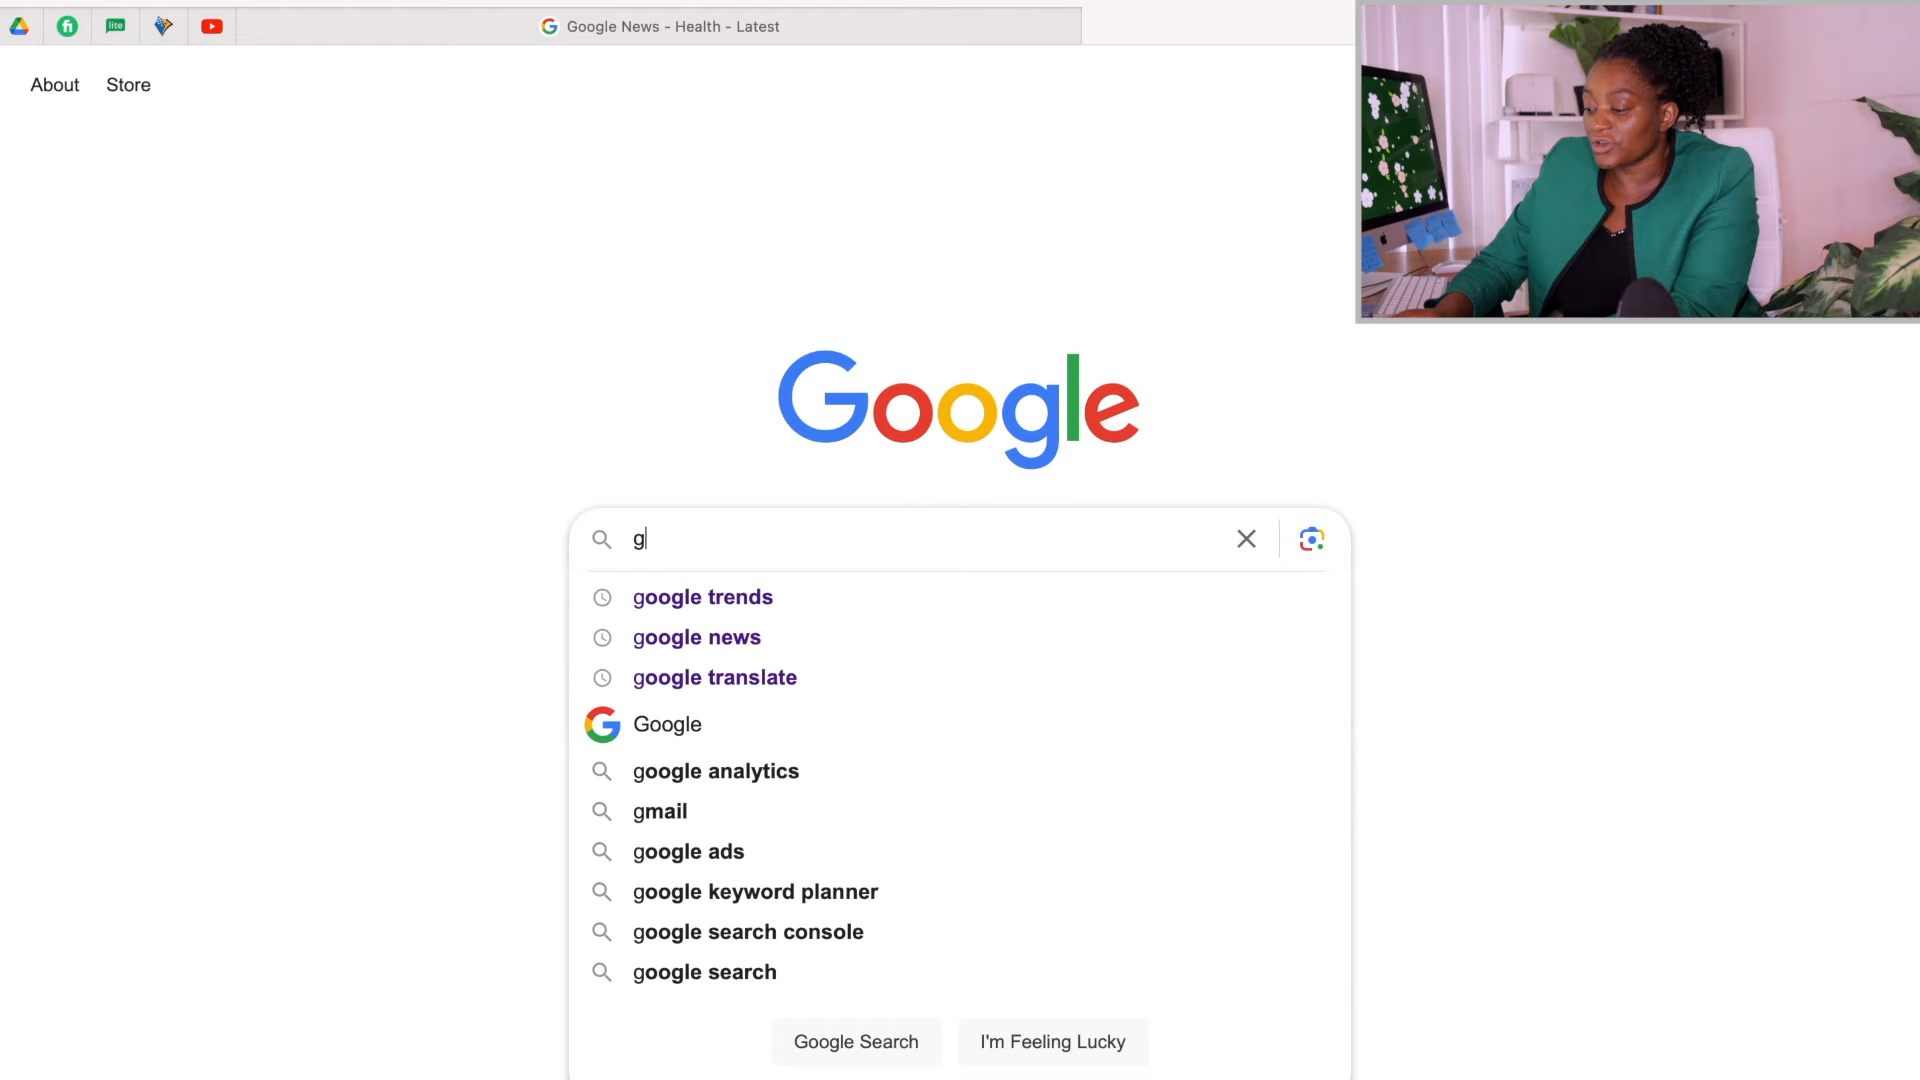 lite
Google News - Health - Latest
About Store
Google
g
google trends
google news
google translate
Google
google analytics
gmail
google ads
google keyword planner
google search console
google search
Google Search
I'm Feeling Lucky